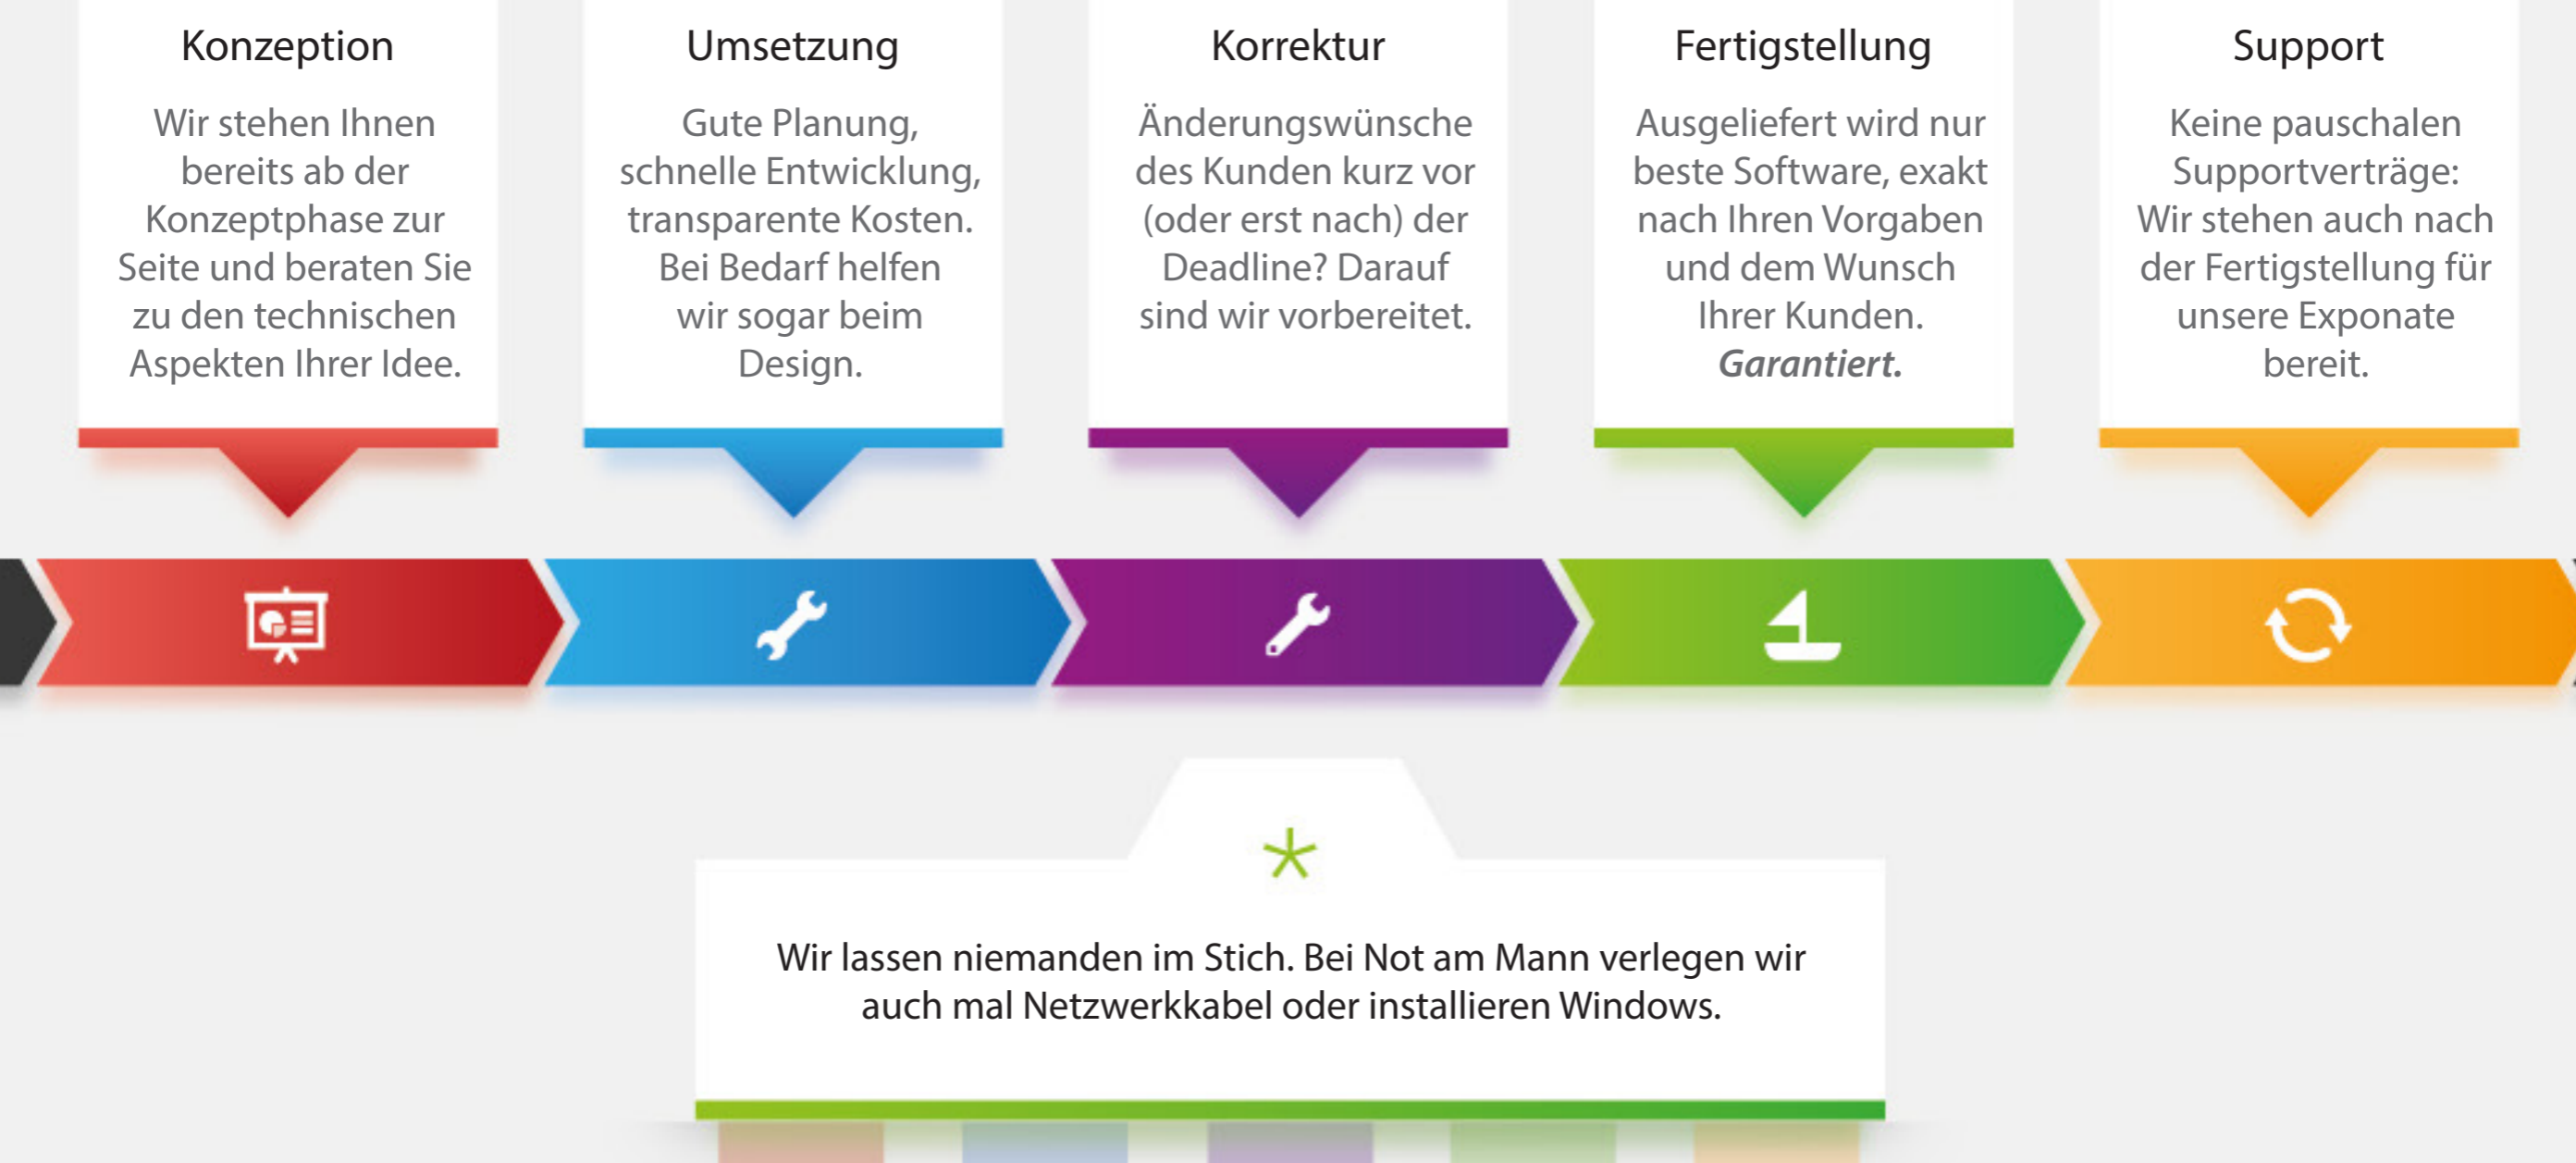 Konzeption
Wir stehen Ihnen
bereits ab der
Konzeptphase zur
Seite und beraten Sie
zu den technischen
Aspekten Ihrer Idee.
Umsetzung
Gute Planung,
schnelle Entwicklung,
transparente Kosten.
Bei Bedarf helfen
wir sogar beim
Design.
Korrektur
Änderungswünsche
des Kunden kurz vor
(oder erst nach) der
Deadline? Darauf
sind wir vorbereitet.
Fertigstellung
Ausgeliefert wird nur
beste Software, exakt
nach Ihren Vorgaben
und dem Wunsch
Ihrer Kunden.
Garantiert.
Support
Keine pauschalen
Supportverträge:
Wir stehen auch nach
der Fertigstellung für
unsere Exponate
bereit.
*
Wir lassen niemanden im Stich. Bei Not am Mann verlegen wir
auch mal Netzwerkkabel oder installieren Windows.